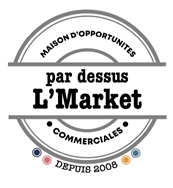 MAISON D'OPPORTUNITES
par dessus
L'Market
COMMERCIALES
DEPUIS 2008